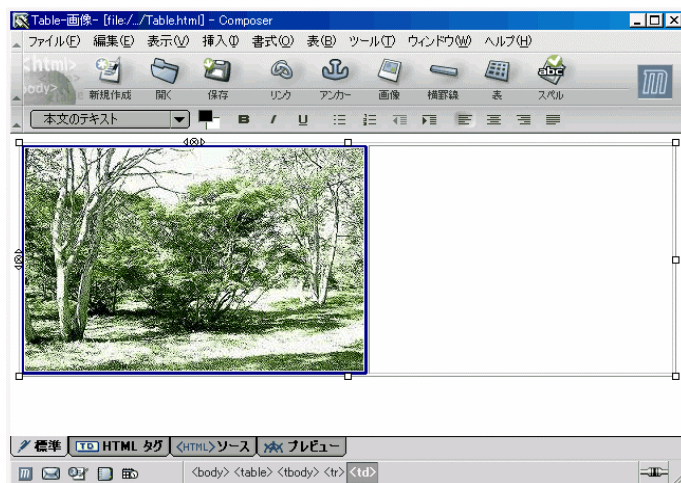 Table-画像- [file:/.../Table.html] - Composer
ファイル(F) 編集(E) 表示(V) 挿入(I) 書式(O) 表(B) ツール(T) ウィンドウ(W) ヘルプ(H)
新規作成 開く 保存 リンク アンカー 画像 横罫線 表 スペル
本文のテキスト B I U
標準 TD HTML タグ <HTML>ソース プレビュー
<body> <table> <tbody> <tr> <td>